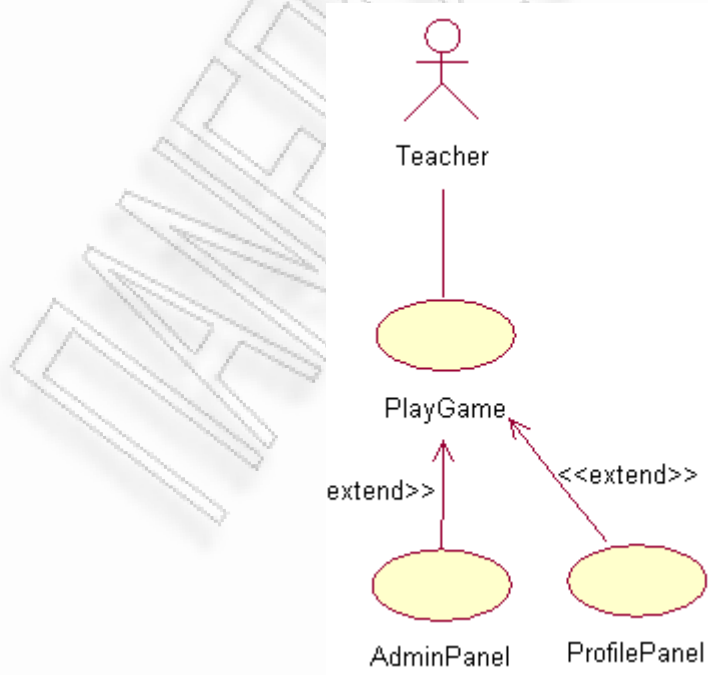 Teacher
PlayGame
extend>>
<<extend>>
AdminPanel
ProfilePanel